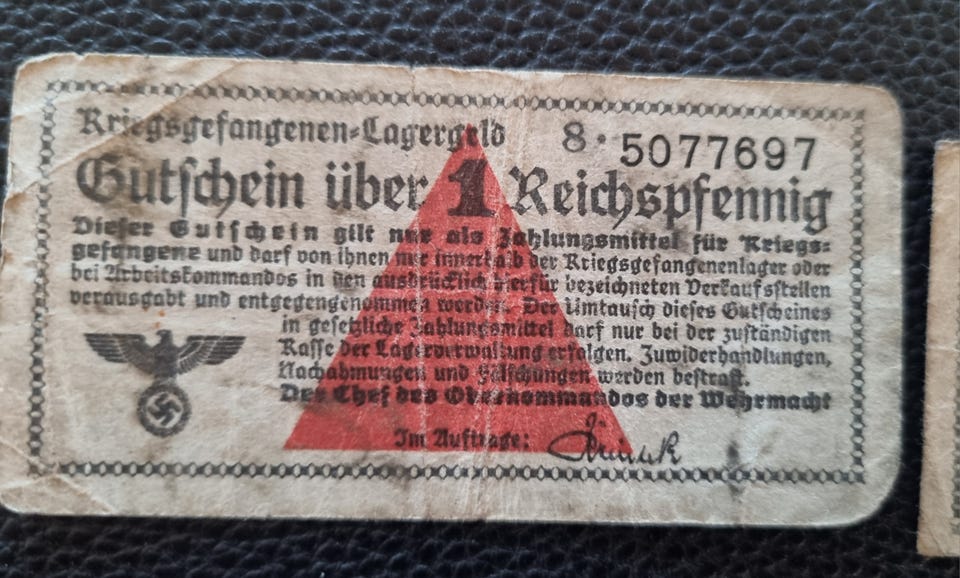 Kriegsgefangenen-Lagergeld
8 · 5077697
Gutschein über 1 Reichspfennig
Dieser Gutschein gilt nur als Zahlungsmittel für Kriegs-
gefangene und darf von ihnen nur innerhalb der Kriegsgefangenenlager oder
bei Arbeitskommandos in den ausdrücklich hierfür bezeichneten Verkaufsstellen
verausgabt und entgegengenommen werden. Der Umtausch dieses Gutscheines
in gesetzliche Zahlungsmittel darf nur bei der zuständigen
Kasse der Lagerverwaltung erfolgen. Zuwiderhandlungen,
Nachahmungen und Fälschungen werden bestraft.
Der Chef des Oberkommandos der Wehrmacht
Im Auftrage: